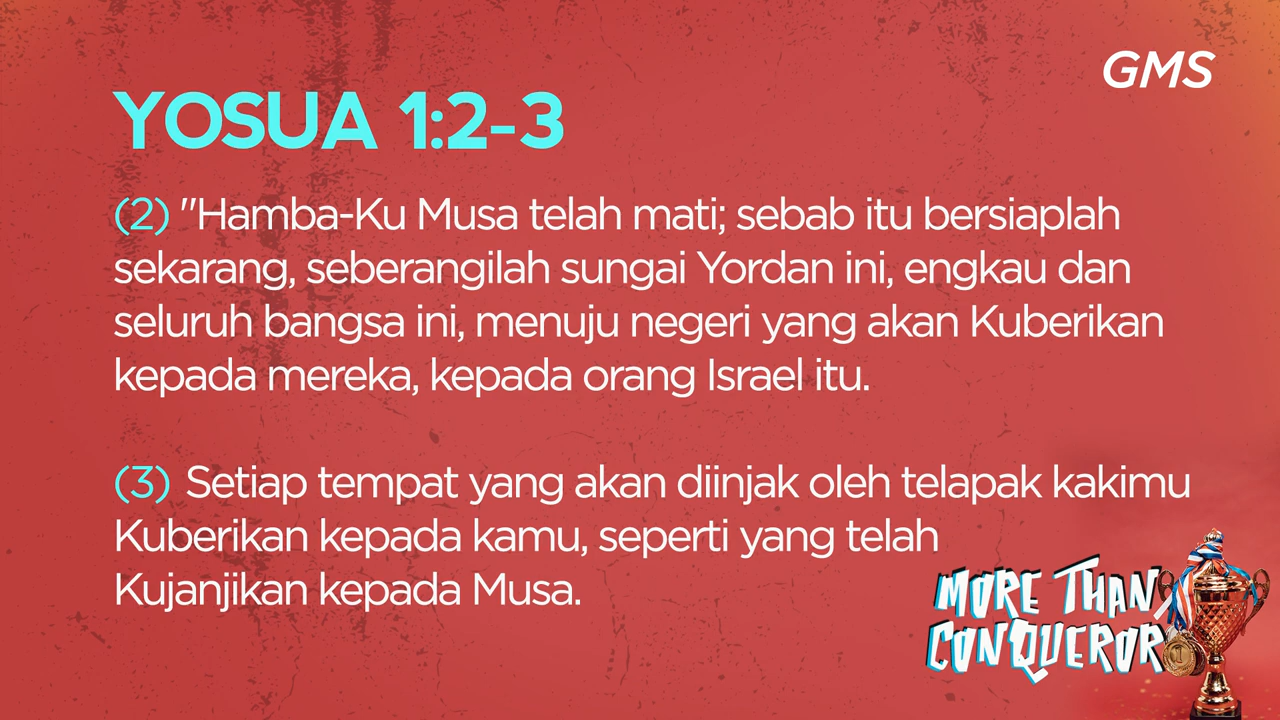 GMS
YOSUA 1:2-3
(2) "Hamba-Ku Musa telah mati; sebab itu bersiaplah
sekarang, seberangilah sungai Yordan ini, engkau dan
seluruh bangsa ini, menuju negeri yang akan Kuberikan
kepada mereka, kepada orang Israel itu.
(3) Setiap tempat yang akan diinjak oleh telapak kakimu
Kuberikan kepada kamu, seperti yang telah
Kujanjikan kepada Musa.
MORE THAN
CONQUEROR
1